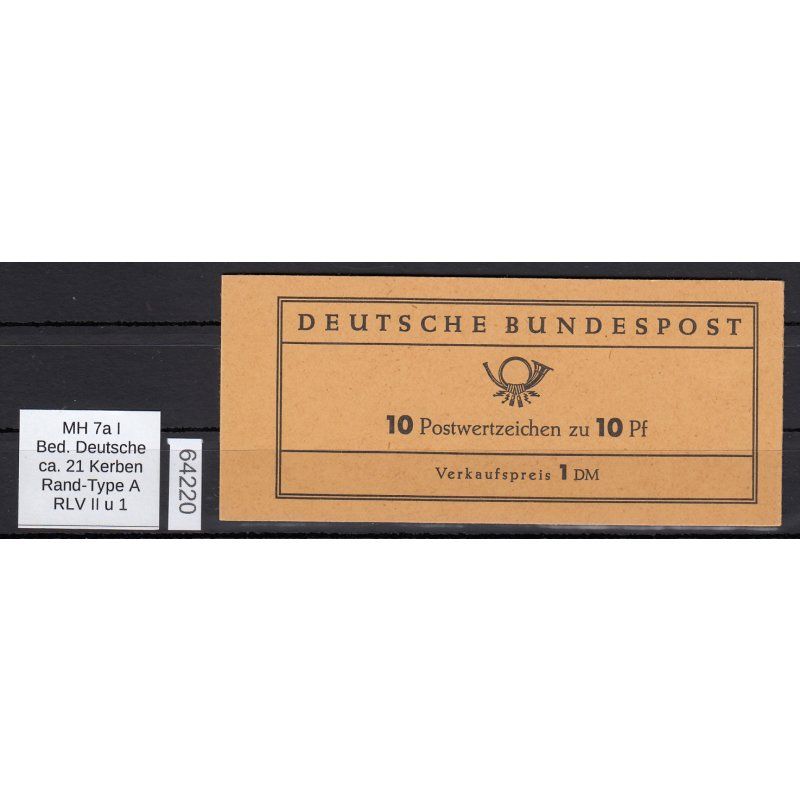 DEUTSCHE BUNDESPOST
10 Postwertzeichen zu 10 Pf
Verkaufspreis 1 DM
MH 7a I
Bed. Deutsche
ca. 21 Kerben
Rand-Type A
RLV II u 1
64220